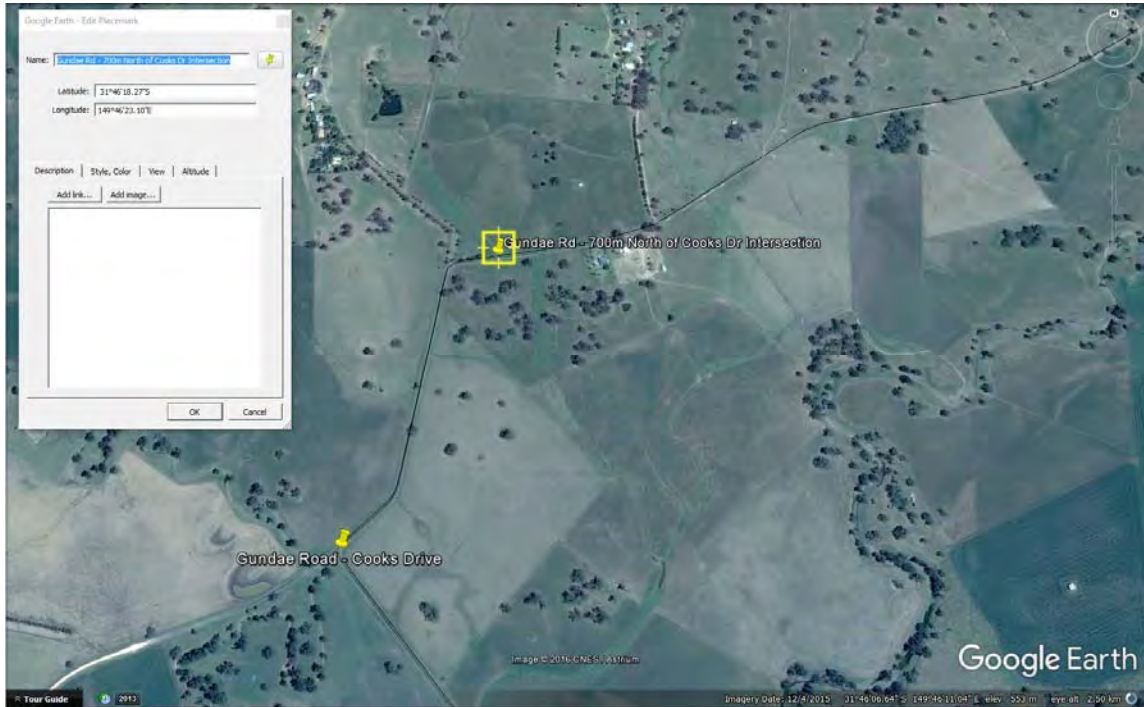 Google Earth - Edit Placemark
Name: Gundae Rd - 700m North of Cooks Dr Intersection
Latitude: 31°46'18.27"S
Longitude: 149°46'23.10"E
Description Style, Color View Altitude
Add link... Add image...
OK Cancel
N
Gundae Rd - 700m North of Cooks Dr Intersection
Gundae Road - Cooks Drive
Image © 2016 CNES / Astrium
Google Earth
Tour Guide 2013
Imagery Date: 12/4/2015 31°46'06.64" S 149°46'11.04" E elev 553 m eye alt 2.50 km